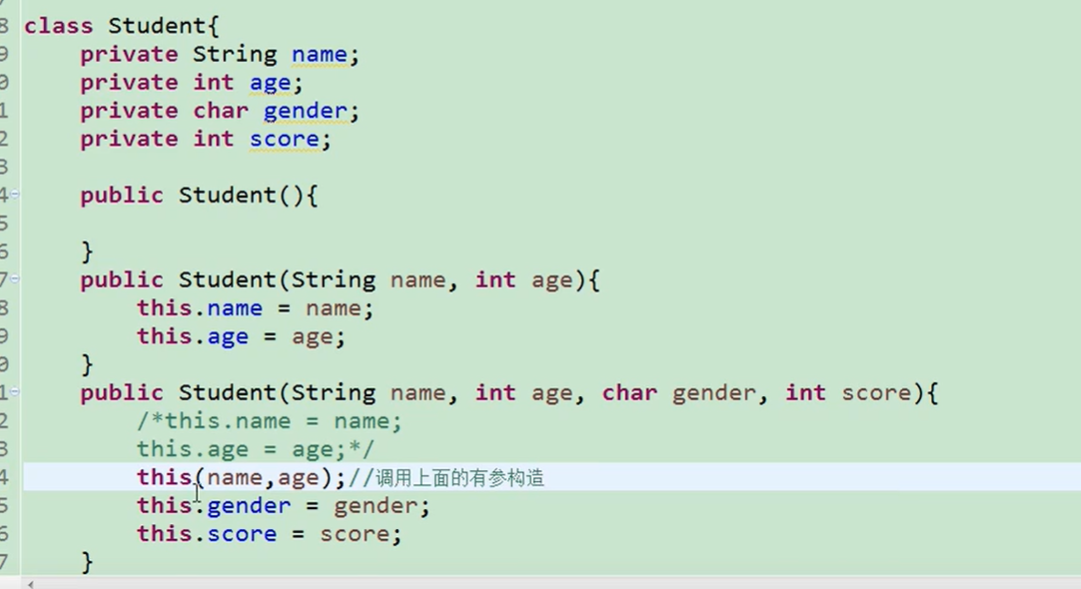 8 class Student{
9 private String name;
0 private int age;
1 private char gender;
2 private int score;
3
4 public Student(){
5
6 }
7 public Student(String name, int age){
8 this.name = name;
9 this.age = age;
0 }
1 public Student(String name, int age, char gender, int score){
2 /*this.name = name;
3 this.age = age;*/
4 this(name,age);//调用上面的有参构造
5 this.gender = gender;
6 this.score = score;
7 }